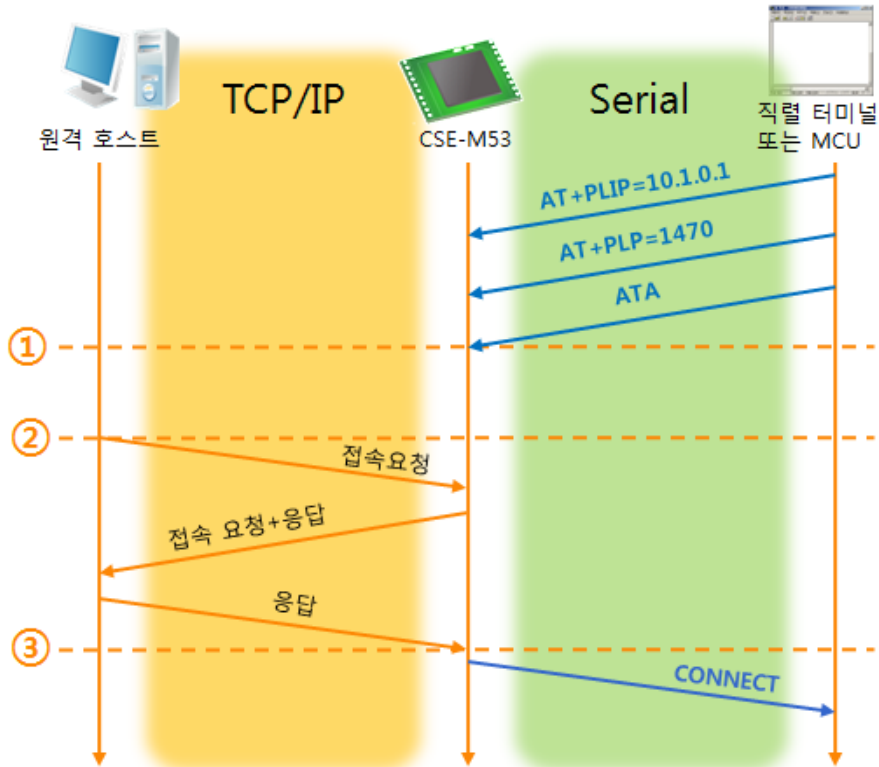 TCP/IP
Serial
원격 호스트
CSE-M53
직렬 터미널
또는 MCU
AT+PLIP=10.1.0.1
AT+PLP=1470
ATA
①
②
접속요청
접속 요청+응답
응답
③
CONNECT